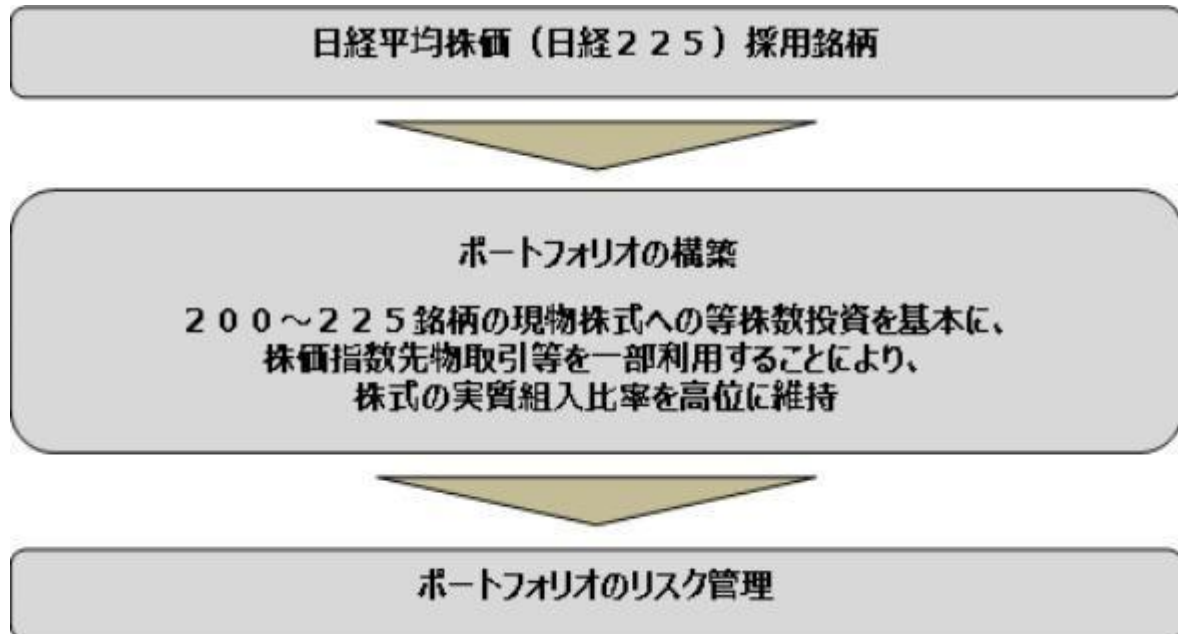 日経平均株価（日経２２５）採用銘柄
ポートフォリオの構築
２００～２２５銘柄の現物株式への等株数投資を基本に、
株価指数先物取引等を一部利用することにより、
株式の実質組入比率を高位に維持
ポートフォリオのリスク管理